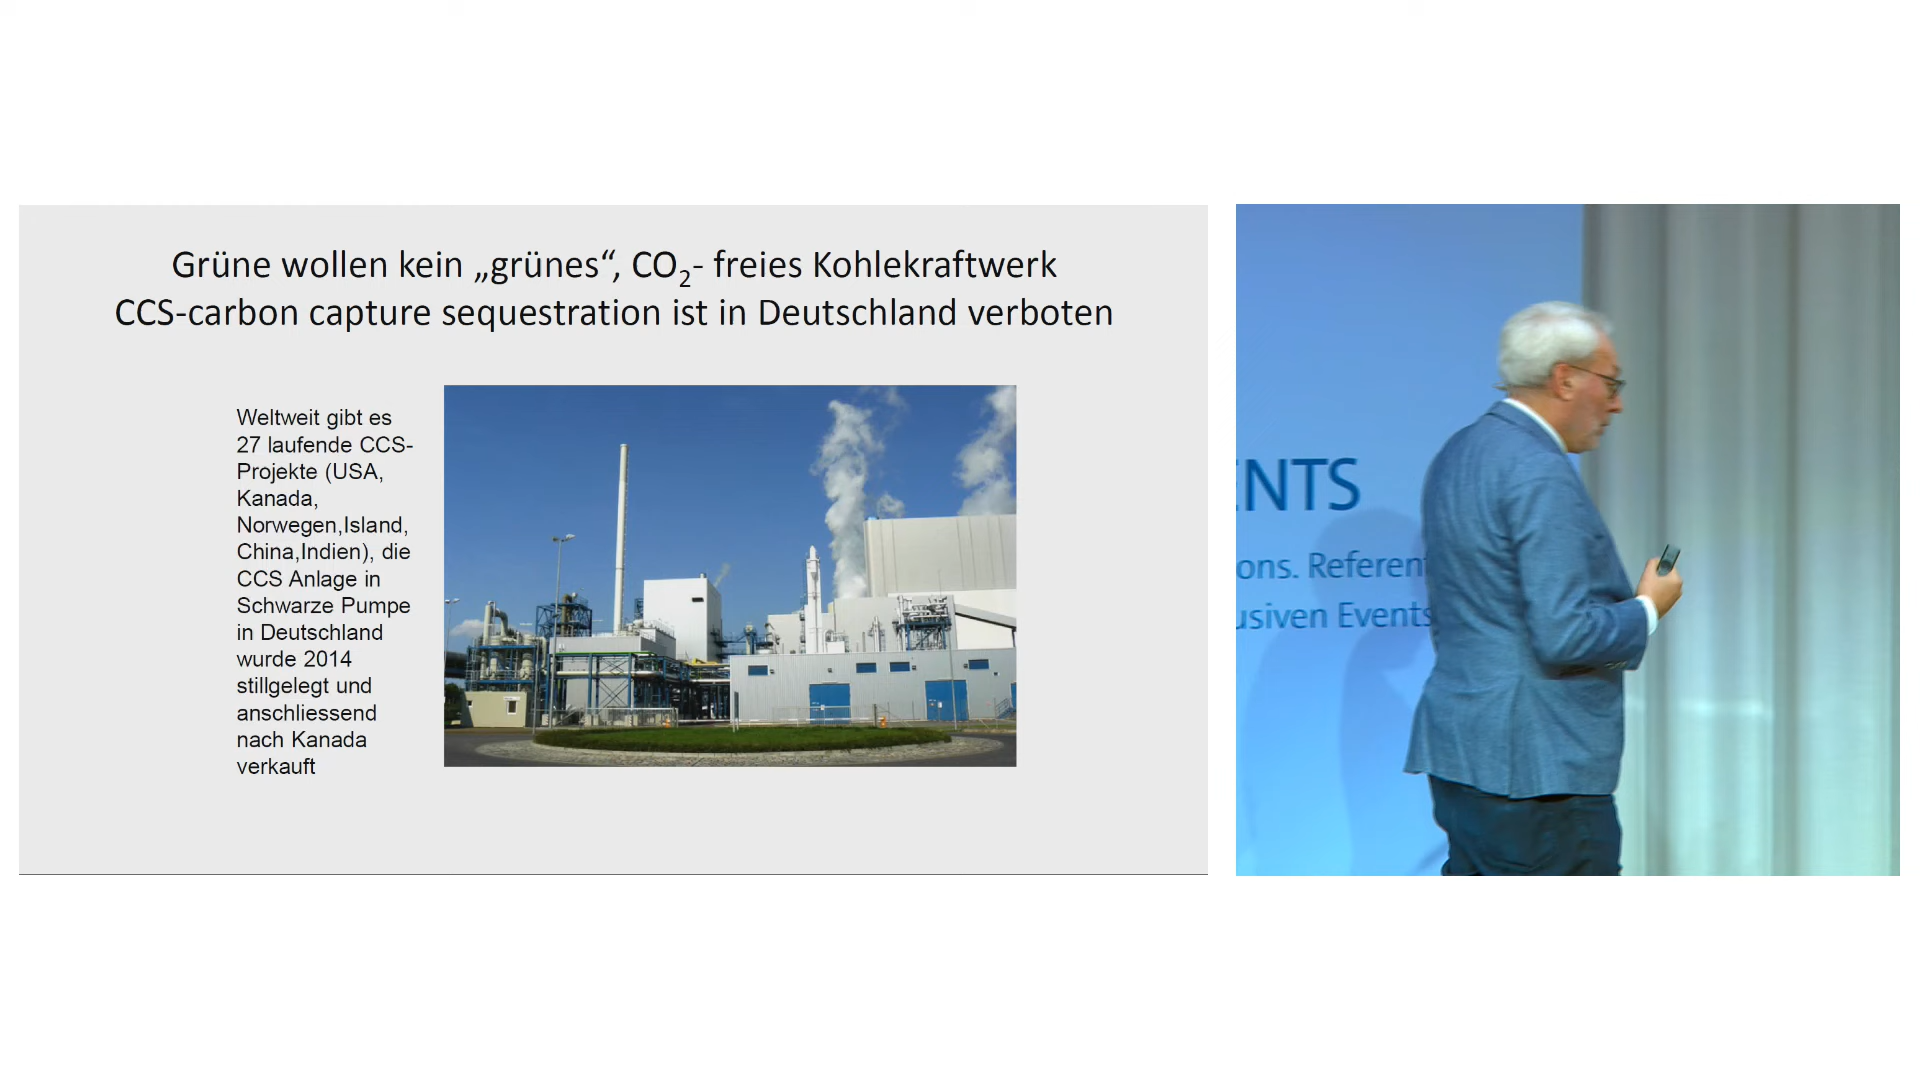 Grüne wollen kein „grünes“, CO₂- freies Kohlekraftwerk
CCS-carbon capture sequestration ist in Deutschland verboten
Weltweit gibt es
27 laufende CCS-
Projekte (USA,
Kanada,
Norwegen,Island,
China,Indien), die
CCS Anlage in
Schwarze Pumpe
in Deutschland
wurde 2014
stillgelegt und
anschliessend
nach Kanada
verkauft
ENTS
ons. Referent
usiven Events